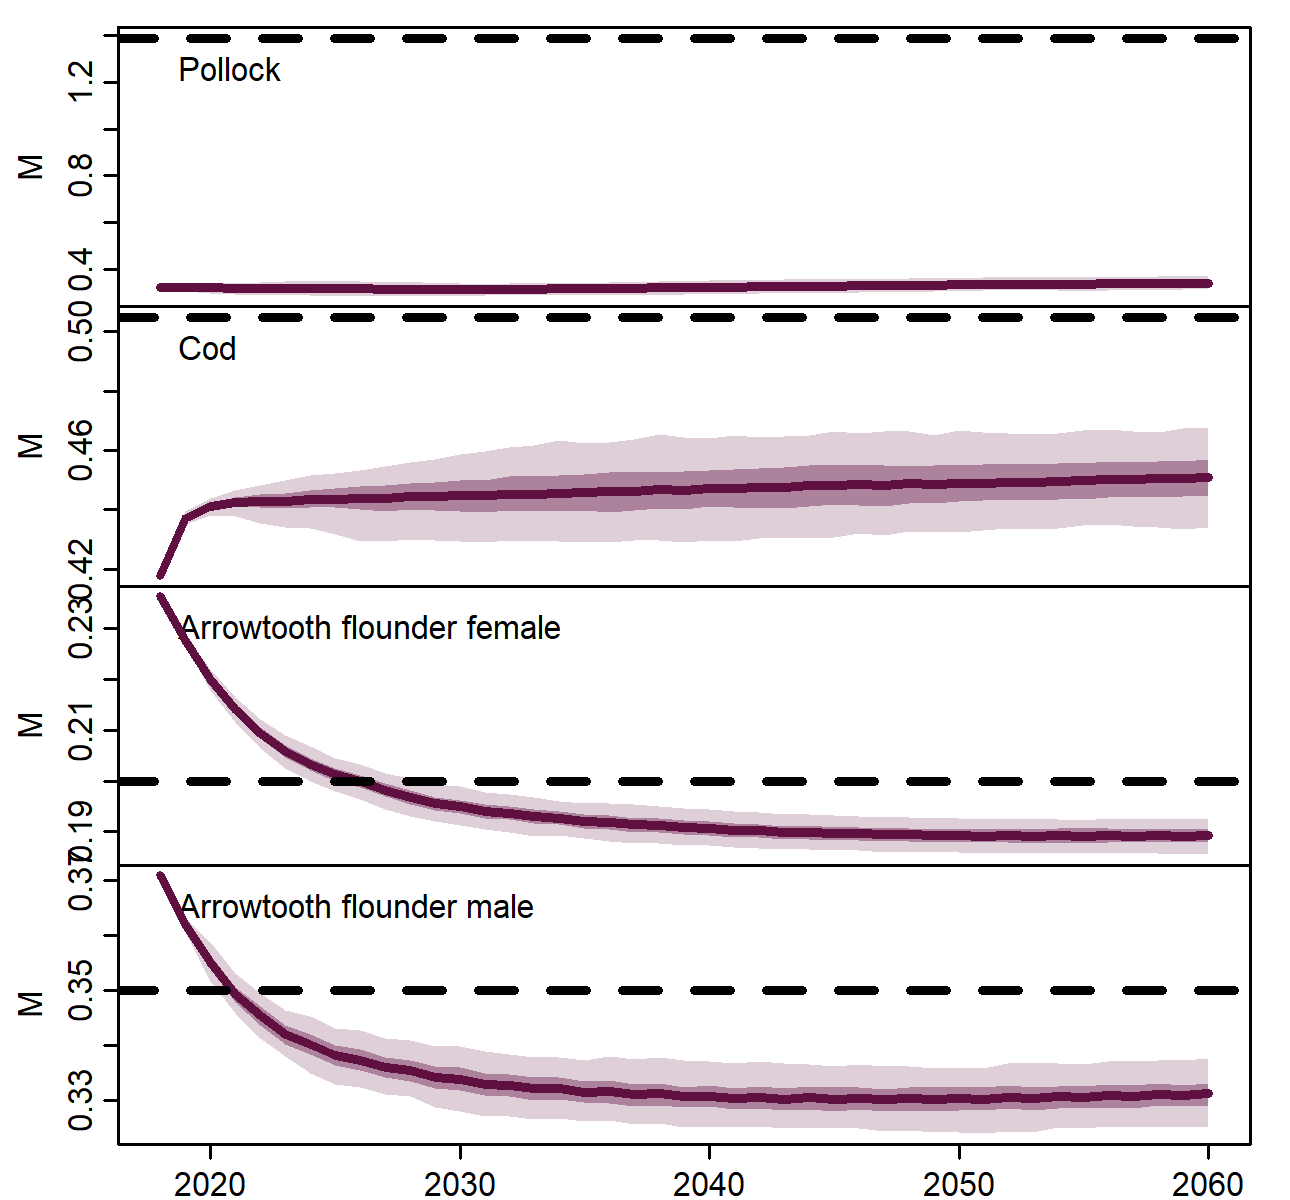 Pollock
M
1.2
0.8
0.4
Cod
M
0.50
0.46
0.42
Arrowtooth flounder female
M
0.230
0.21
0.19
Arrowtooth flounder male
M
0.37
0.35
0.33
2020 2030 2040 2050 2060